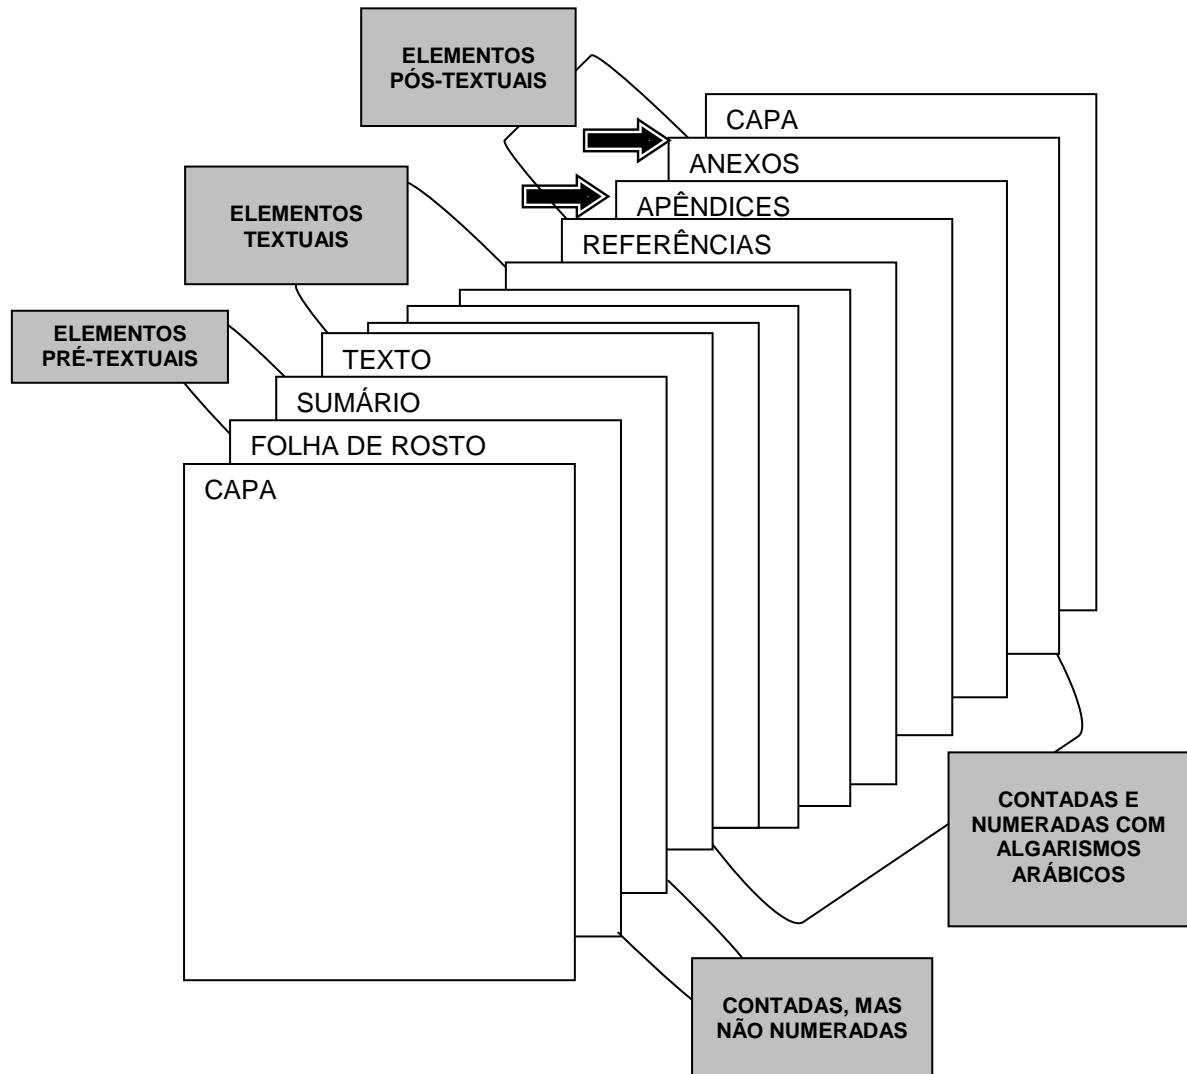 ELEMENTOS
PÓS-TEXTUAIS
CAPA
ANEXOS
APÊNDICES
REFERÊNCIAS
ELEMENTOS
TEXTUAIS
ELEMENTOS
PRÉ-TEXTUAIS
TEXTO
SUMÁRIO
FOLHA DE ROSTO
CAPA
CONTADAS E
NUMERADAS COM
ALGARISMOS
ARÁBICOS
CONTADAS, MAS
NÃO NUMERADAS